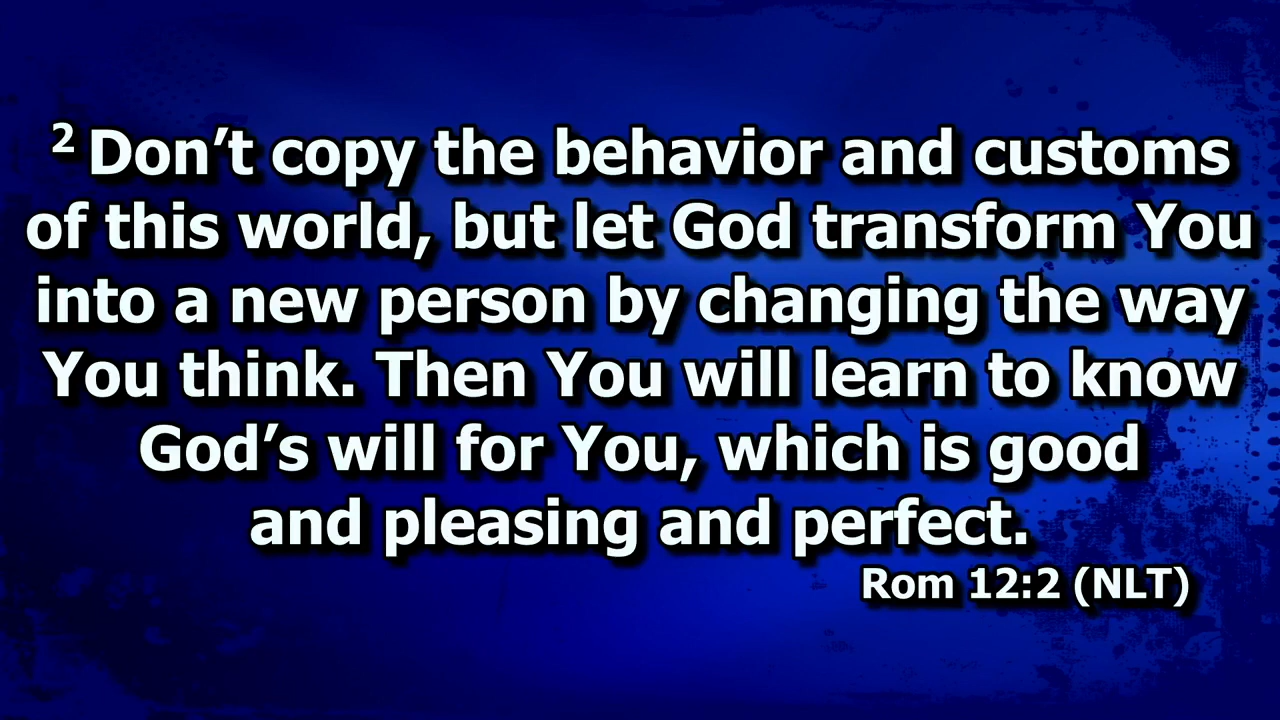 2 Don’t copy the behavior and customs
of this world, but let God transform You
into a new person by changing the way
You think. Then You will learn to know
God’s will for You, which is good
and pleasing and perfect.
Rom 12:2 (NLT)